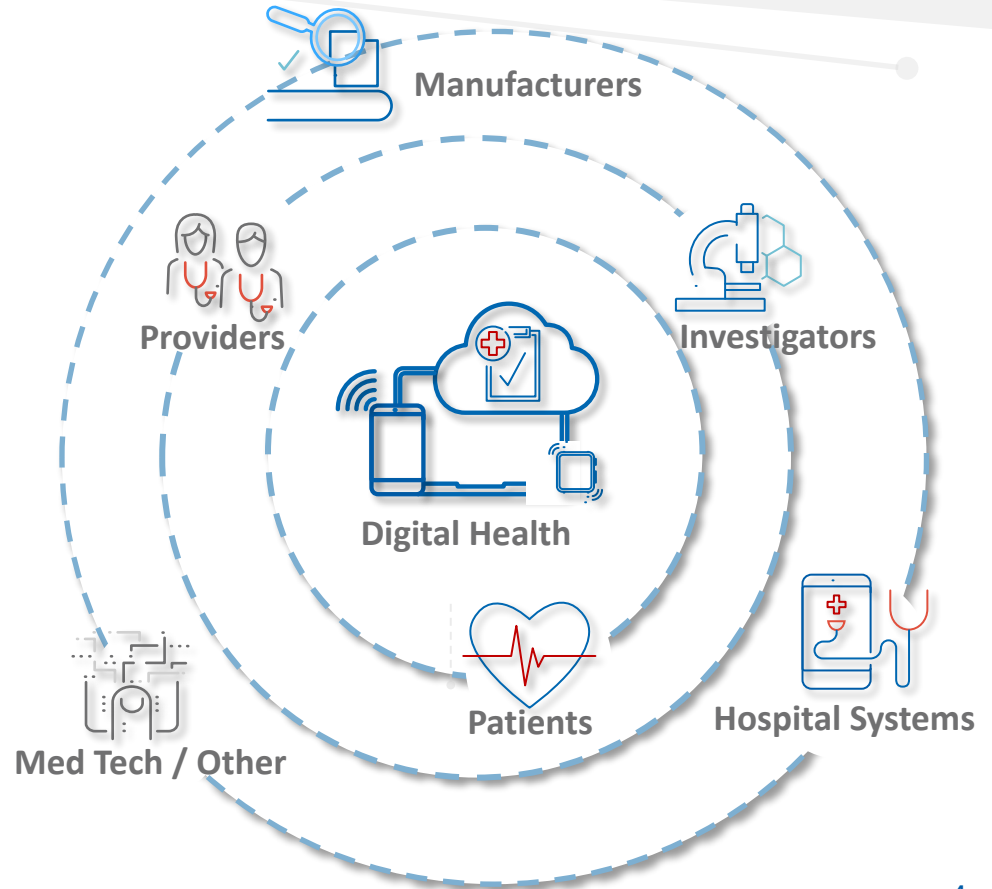 Manufacturers
Providers
Investigators
Digital Health
Patients
Hospital Systems
Med Tech / Other